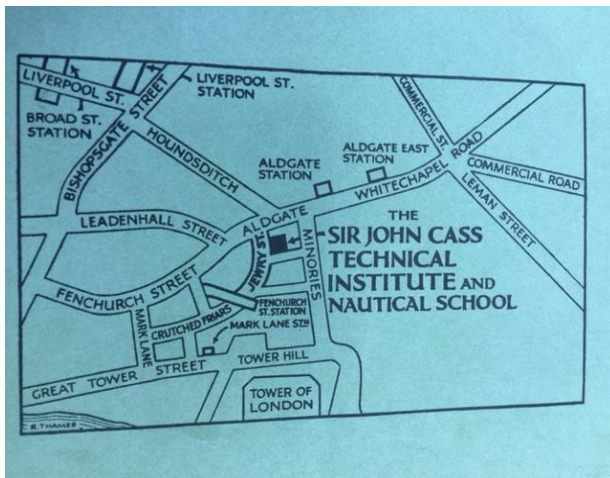 LIVERPOOL ST.
BROAD ST.
STATION
BISHOPSGATE STREET
LIVERPOOL ST.
STATION
HOUNDSDITCH
COMMERCIAL ST.
ALDGATE
STATION
ALDGATE EAST
STATION
WHITECHAPEL ROAD
COMMERCIAL ROAD
LEMAN STREET
LEADENHALL STREET
ALDGATE
JEWRY ST.
MINORIES
THE
SIR JOHN CASS
TECHNICAL
INSTITUTE AND
NAUTICAL SCHOOL
FENCHURCH STREET
FENCHURCH
ST. STATION
MARK LANE
CRUTCHED FRIARS
MARK LANE STN
GREAT TOWER STREET
TOWER HILL
TOWER OF
LONDON
R. THAMES